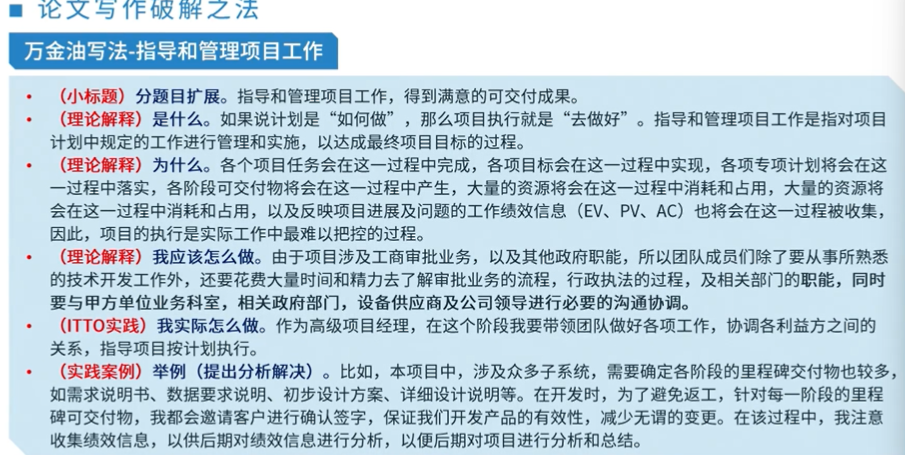 ■ 论文写作破解之法
万金油写法-指导和管理项目工作
• （小标题）分题目扩展。指导和管理项目工作，得到满意的可交付成果。
• （理论解释）是什么。如果说计划是“如何做”，那么项目执行就是“去做好”。指导和管理项目工作是指对项目
计划中规定的工作进行管理和实施，以达成最终项目目标的过程。
• （理论解释）为什么。各个项目任务会在这一过程中完成，各项目标会在这一过程中实现，各项专项计划将会在这
一过程中落实，各阶段可交付物将会在这一过程中产生，大量的资源将会在这一过程中消耗和占用，大量的资源将
会在这一过程中消耗和占用，以及反映项目进展及问题的工作绩效信息（EV、PV、AC）也将会在这一过程被收集，
因此，项目的执行是实际工作中最难以把控的过程。
• （理论解释）我应该怎么做。由于项目涉及工商审批业务，以及其他政府职能，所以团队成员们除了要从事所熟悉
的技术开发工作外，还要花费大量时间和精力去了解审批业务的流程，行政执法的过程，及相关部门的职能，同时
要与甲方单位业务科室，相关政府部门，设备供应商及公司领导进行必要的沟通协调。
• （ITTO实践）我实际怎么做。作为高级项目经理，在这个阶段我要带领团队做好各项工作，协调各利益方之间的
关系，指导项目按计划执行。
• （实践案例）举例（提出分析解决）。比如，本项目中，涉及众多子系统，需要确定各阶段的里程碑交付物也较多，
如需求说明书、数据要求说明、初步设计方案、详细设计说明等。在开发时，为了避免返工，针对每一阶段的里程
碑可交付物，我都会邀请客户进行确认签字，保证我们开发产品的有效性，减少无谓的变更。在该过程中，我注意
收集绩效信息，以供后期对绩效信息进行分析，以便后期对项目进行分析和总结。